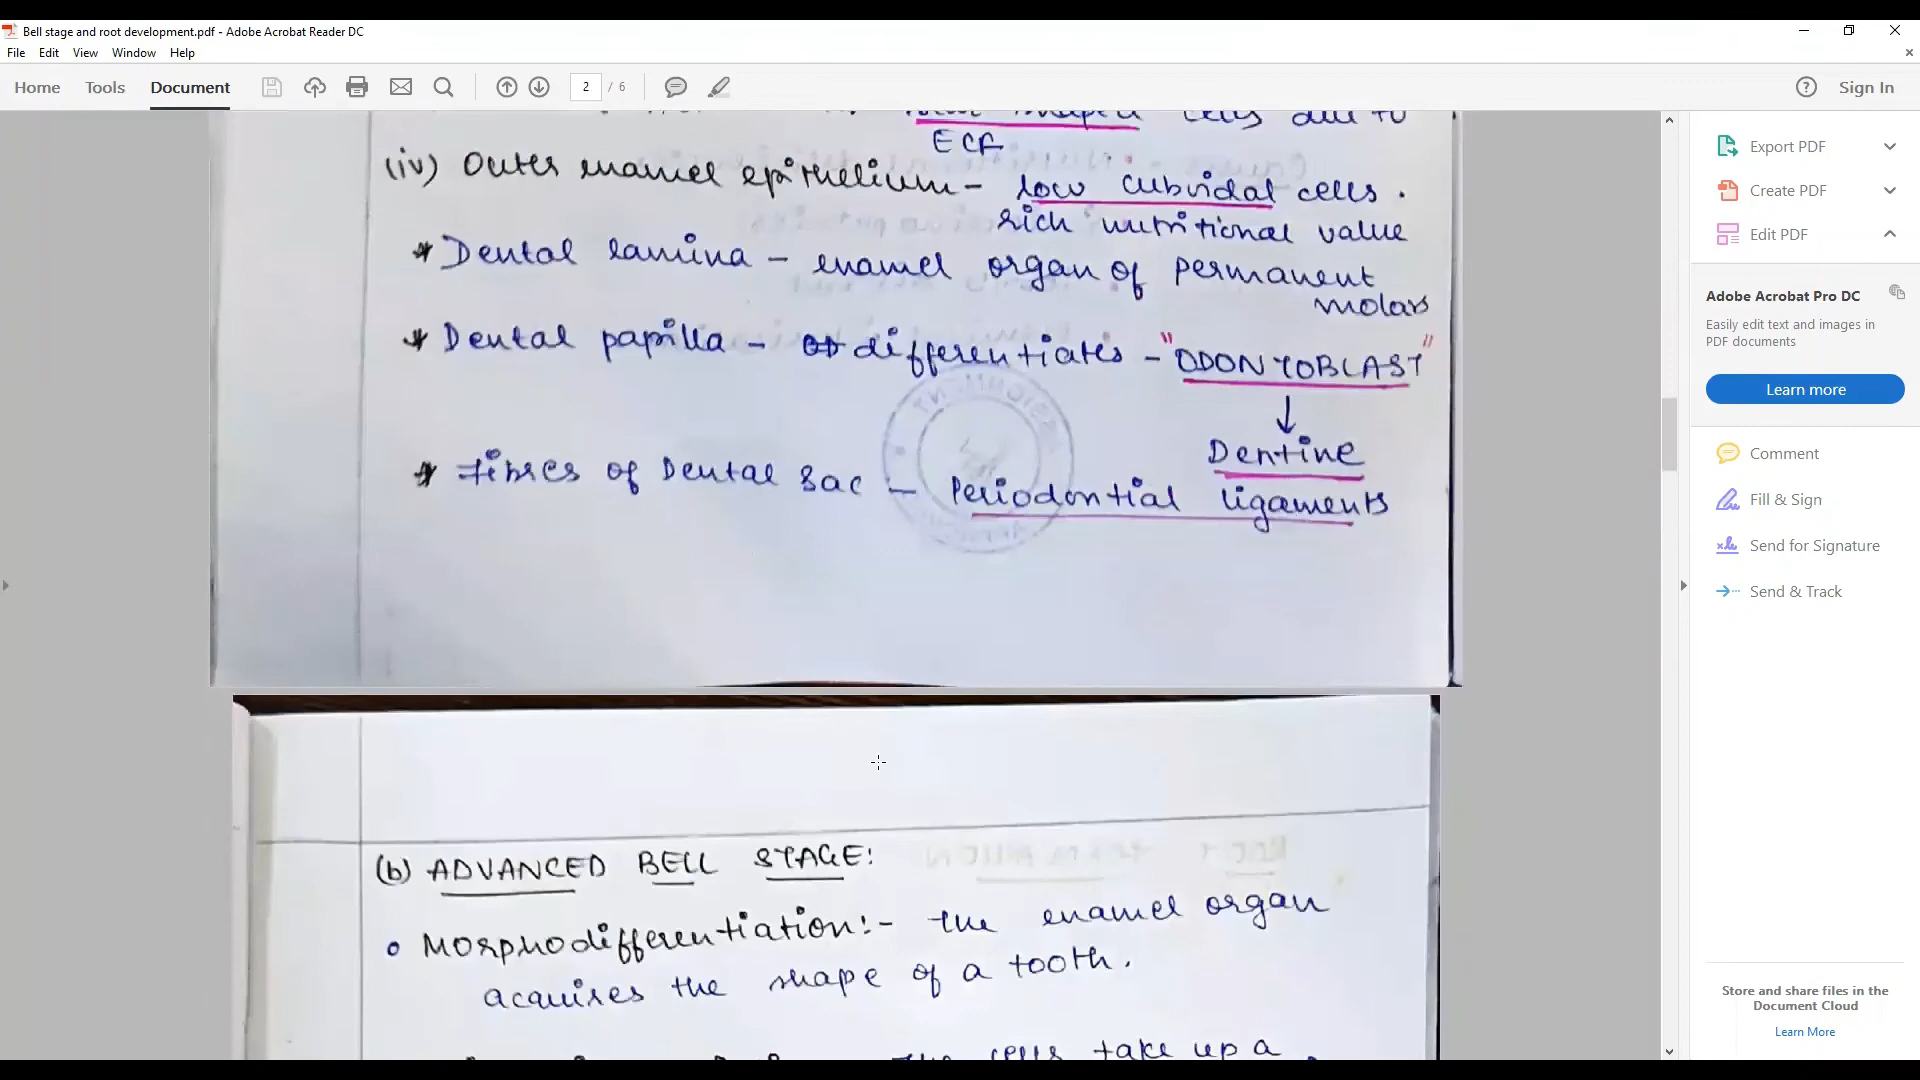 Bell stage and root development.pdf - Adobe Acrobat Reader DC
File Edit View Window Help
Home Tools Document 2 / 6 Sign In
cells due to
ECF
(iv) Outer enamel epithelium - low cuboidal cells.
rich nutritional value
* Dental lamina - enamel organ of permanent
molars
* Dental papilla - differentiates - "ODONTOBLAST"
↓
Dentine
* fibres of Dental sac - Periodontial ligaments
(b) ADVANCED BELL STAGE:
Morphodifferentiation:- the enamel organ
acquires the shape of a tooth.
the cells take up a
Export PDF
Create PDF
Edit PDF
Adobe Acrobat Pro DC
Easily edit text and images in
PDF documents
Learn more
Comment
Fill & Sign
Send for Signature
Send & Track
Store and share files in the
Document Cloud
Learn More